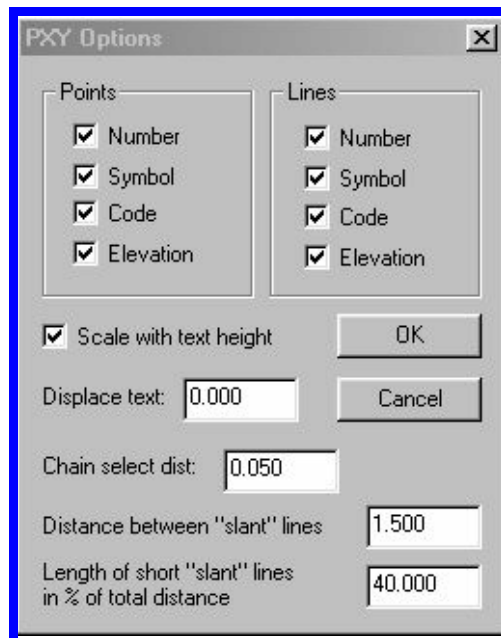 PXY Options
Points
Number
Symbol
Code
Elevation
Lines
Number
Symbol
Code
Elevation
Scale with text height
OK
Displace text: 0.000
Cancel
Chain select dist: 0.050
Distance between "slant" lines 1.500
Length of short "slant" lines
in % of total distance 40.000